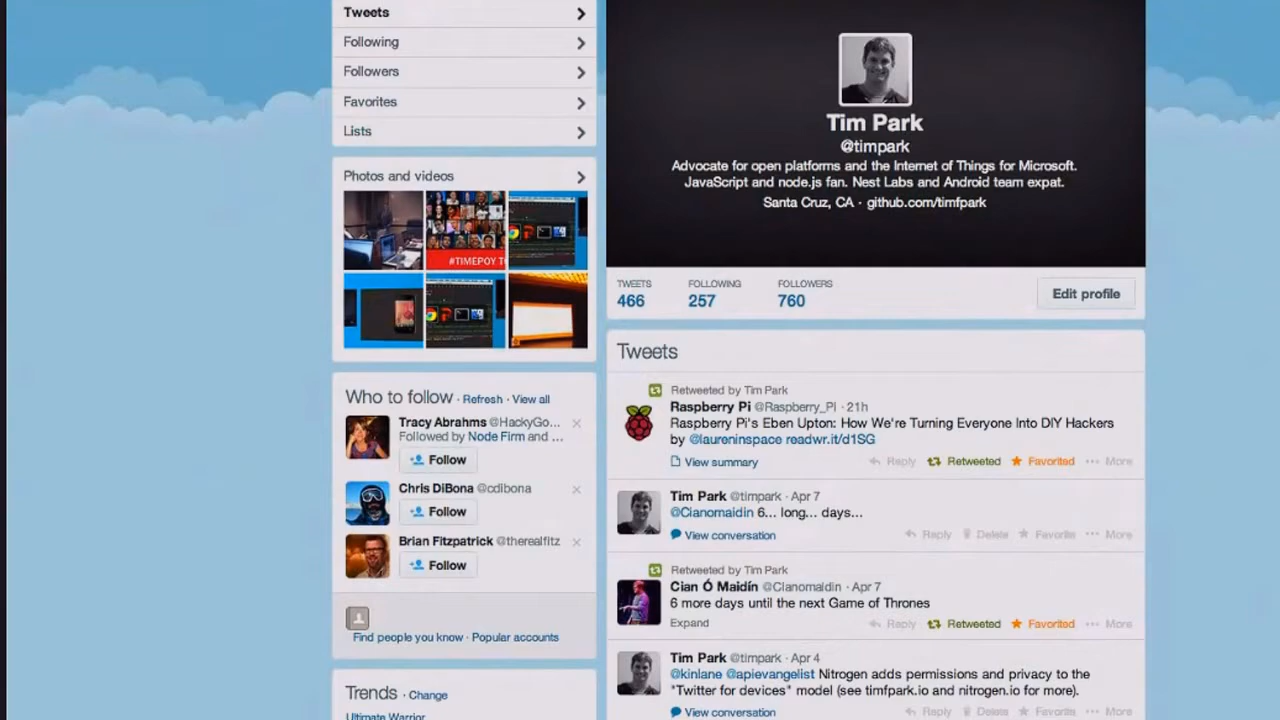 Tweets
Following
Followers
Favorites
Lists
Photos and videos
#TIMEPOY T
Who to follow · Refresh · View all
Tracy Abrahms @HackyGo...
Followed by Node Firm and ...
Follow
Chris DiBona @cdibona
Follow
Brian Fitzpatrick @therealfitz
Follow
Find people you know · Popular accounts
Trends · Change
Ultimate Warrior
Tim Park
@timpark
Advocate for open platforms and the Internet of Things for Microsoft.
JavaScript and node.js fan. Nest Labs and Android team expat.
Santa Cruz, CA · github.com/timfpark
TWEETS FOLLOWING FOLLOWERS
466 257 760
Edit profile
Tweets
Retweeted by Tim Park
Raspberry Pi @Raspberry_Pi · 21h
Raspberry Pi's Eben Upton: How We're Turning Everyone Into DIY Hackers
by @laureninspace readwr.it/d1SG
View summary Reply Retweeted Favorited More
Tim Park @timpark · Apr 7
@Cianomaidin 6... long... days...
View conversation Reply Delete Favorite More
Retweeted by Tim Park
Cian Ó Maidín @Cianomaidin · Apr 7
6 more days until the next Game of Thrones
Expand Reply Retweeted Favorited More
Tim Park @timpark · Apr 4
@kinlane @apievangelist Nitrogen adds permissions and privacy to the
"Twitter for devices" model (see timfpark.io and nitrogen.io for more).
View conversation Reply Delete Favorite More